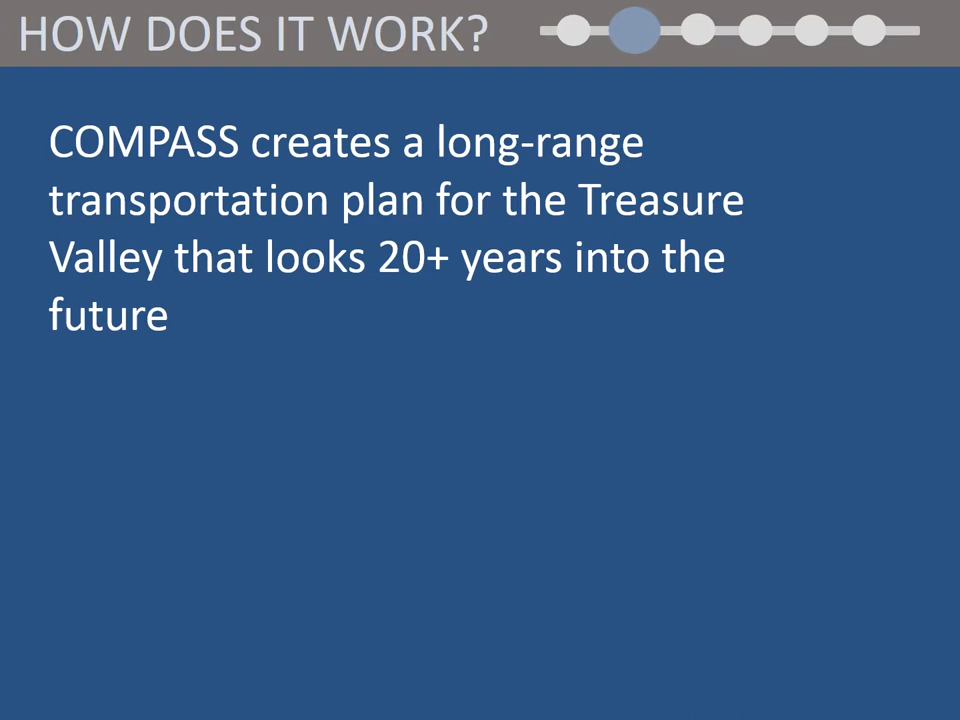 HOW DOES IT WORK?
COMPASS creates a long-range
transportation plan for the Treasure
Valley that looks 20+ years into the
future